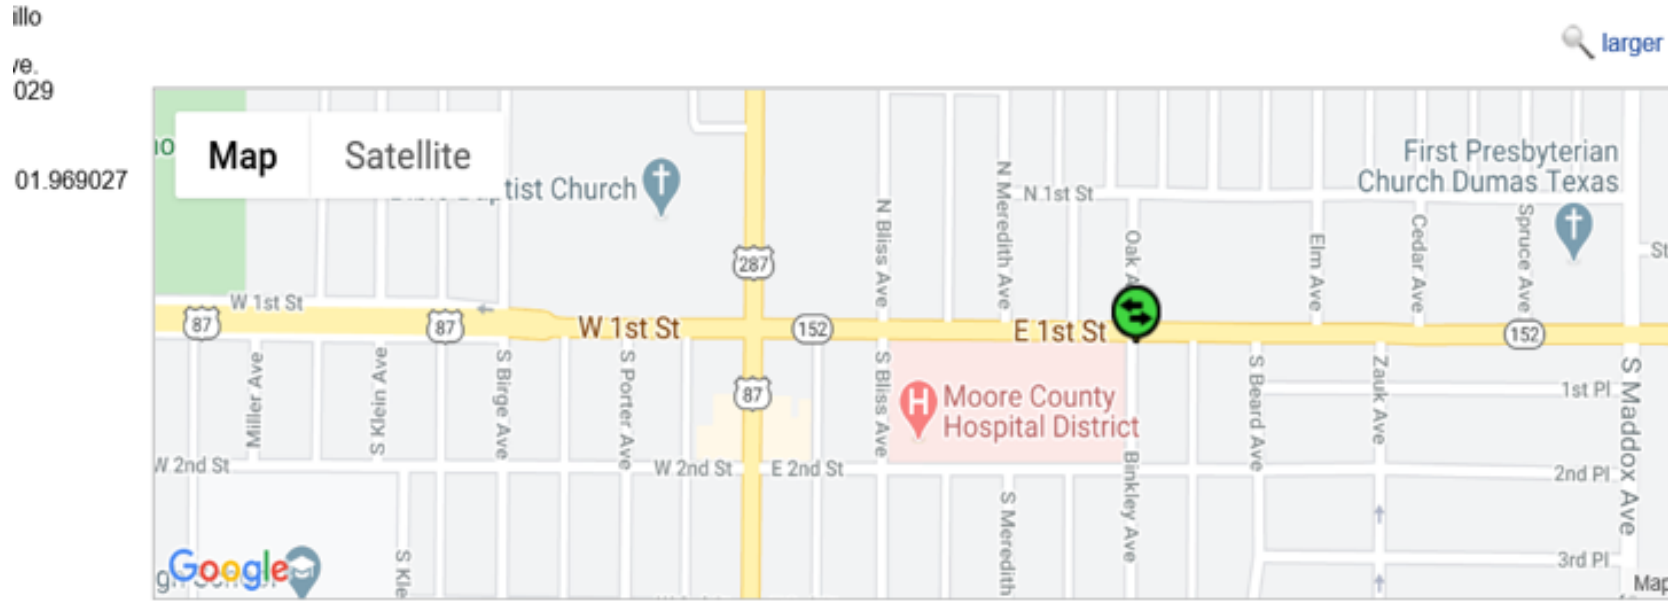 illo
larger
/e.
029
01.969027
Map
Satellite
tist Church
First Presbyterian
Church Dumas Texas
N 1st St
N Bliss Ave
N Meredith Ave
Oak A
Elm Ave
Cedar Ave
Spruce Ave
St
287
W 1st St
87
87
W 1st St
152
E 1st St
152
Miller Ave
S Klein Ave
S Birge Ave
S Porter Ave
87
S Bliss Ave
H
Moore County
Hospital District
S Beard Ave
Zauk Ave
1st Pl
S Maddox Ave
W 2nd St
W 2nd St
E 2nd St
2nd Pl
Binkley Ave
S Meredith
S Kle
3rd Pl
Google
Map